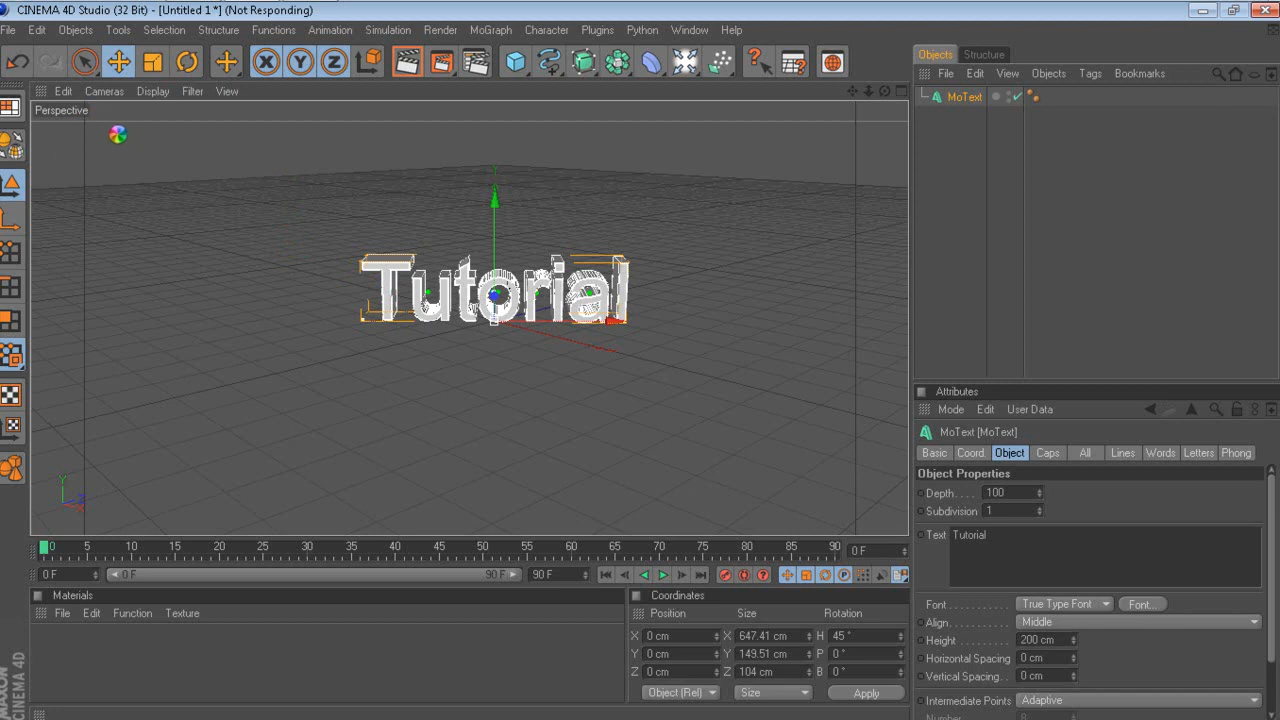 CINEMA 4D Studio (32 Bit) - [Untitled 1 *] (Not Responding)
File Edit Objects Tools Selection Structure Functions Animation Simulation Render MoGraph Character Plugins Python Window Help
X Y Z
Objects Structure
File Edit View Objects Tags Bookmarks
MoText
Edit Cameras Display Filter View
Perspective
Y
Tutorial
Y
Z
X
Attributes
Mode Edit User Data
MoText [MoText]
Basic Coord. Object Caps All Lines Words Letters Phong
Object Properties
Depth. . . . 100
Subdivision 1
Text Tutorial
Font . . . . . . . . . . . True Type Font Font...
Align. . . . . . . . . . . Middle
Height . . . . . . . . . 200 cm
Horizontal Spacing 0 cm
Vertical Spacing. . 0 cm
Intermediate Points Adaptive
Number
0 5 10 15 20 25 30 35 40 45 50 55 60 65 70 75 80 85 90 0 F
0 F 0 F 90 F 90 F
Materials
File Edit Function Texture
Coordinates
Position Size Rotation
X 0 cm X 647.41 cm H 45 °
Y 0 cm Y 149.51 cm P 0 °
Z 0 cm Z 104 cm B 0 °
Object (Rel) Size Apply
MAXON
CINEMA 4D